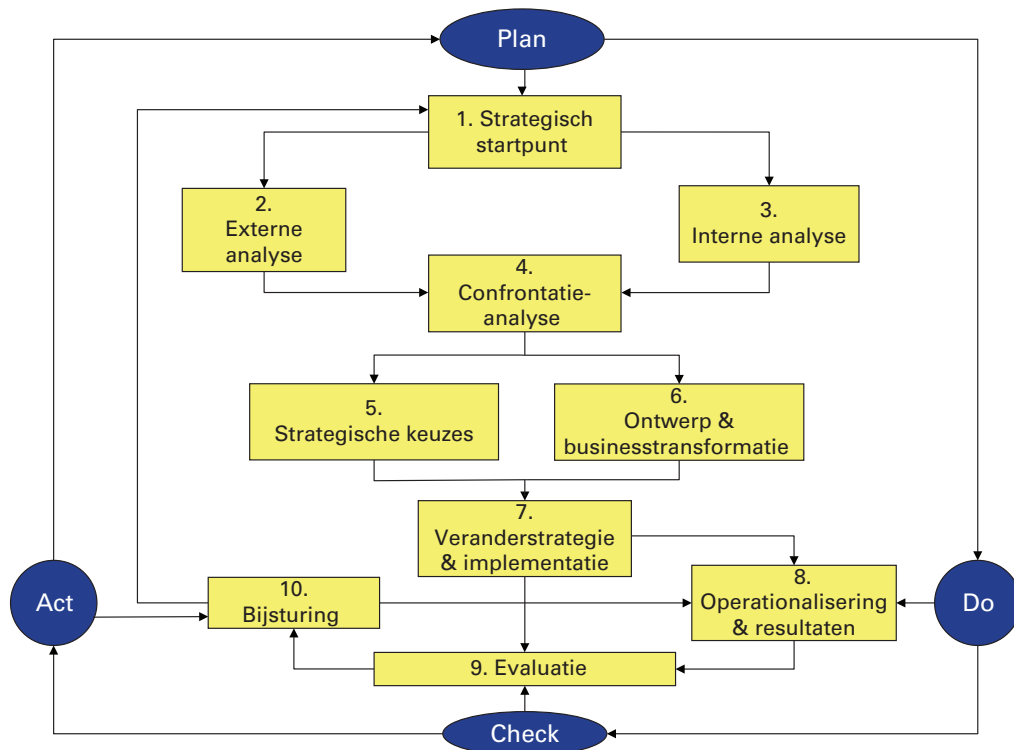 Plan
1. Strategisch
startpunt
2.
Externe
analyse
3.
Interne analyse
4.
Confrontatie-
analyse
5.
Strategische keuzes
6.
Ontwerp &
businesstransformatie
7.
Veranderstrategie
& implementatie
8.
Operationalisering
& resultaten
Do
Act
10.
Bijsturing
9. Evaluatie
Check